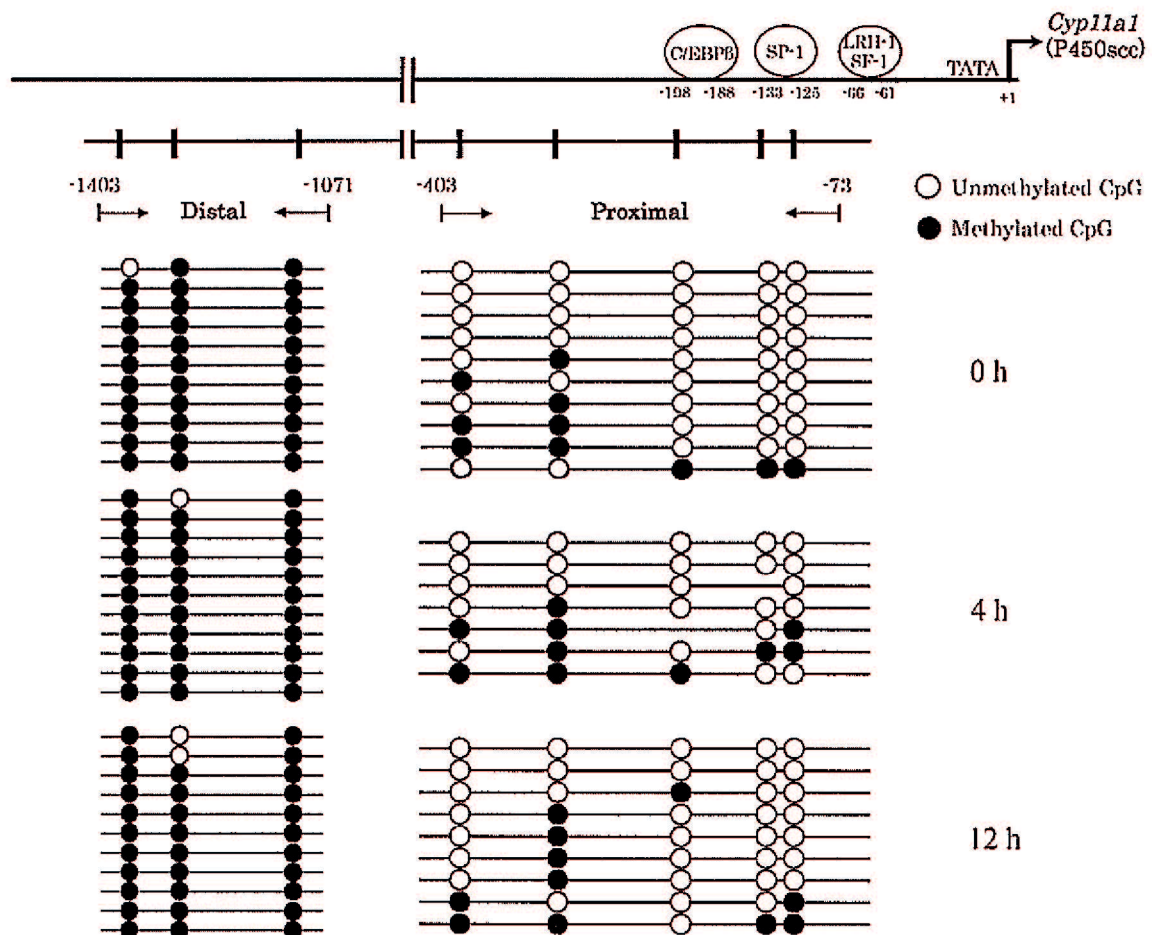 Cyp11a1
(P450scc)
C/EBPβ
SP-1
LRH-1
SF-1
TATA
-198 -188
-133 -125
-66 -61
+1
-1403
-1071
-403
-73
Distal
Proximal
Unmethylated CpG
Methylated CpG
0 h
4 h
12 h